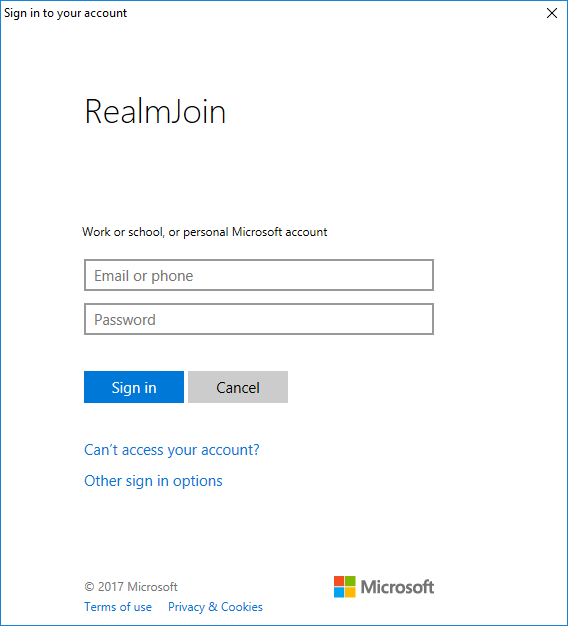 Sign in to your account
RealmJoin
Work or school, or personal Microsoft account
Email or phone
Password
Sign in Cancel
Can't access your account?
Other sign in options
© 2017 Microsoft
Microsoft
Terms of use Privacy & Cookies